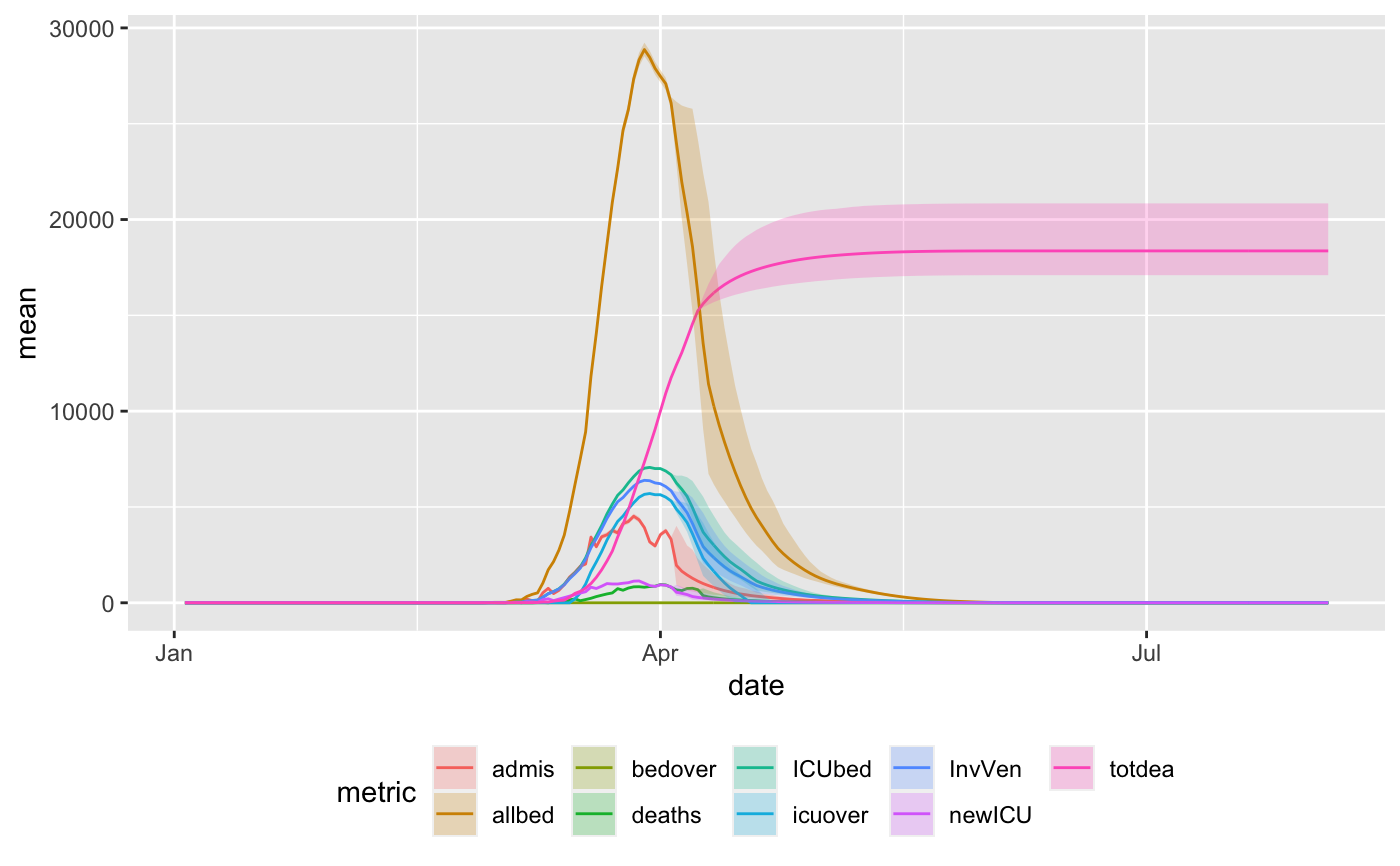 30000
20000
10000
0
mean
Jan Apr Jul
date
metric
admis bedover ICUbed InvVen totdea
allbed deaths icuover newICU